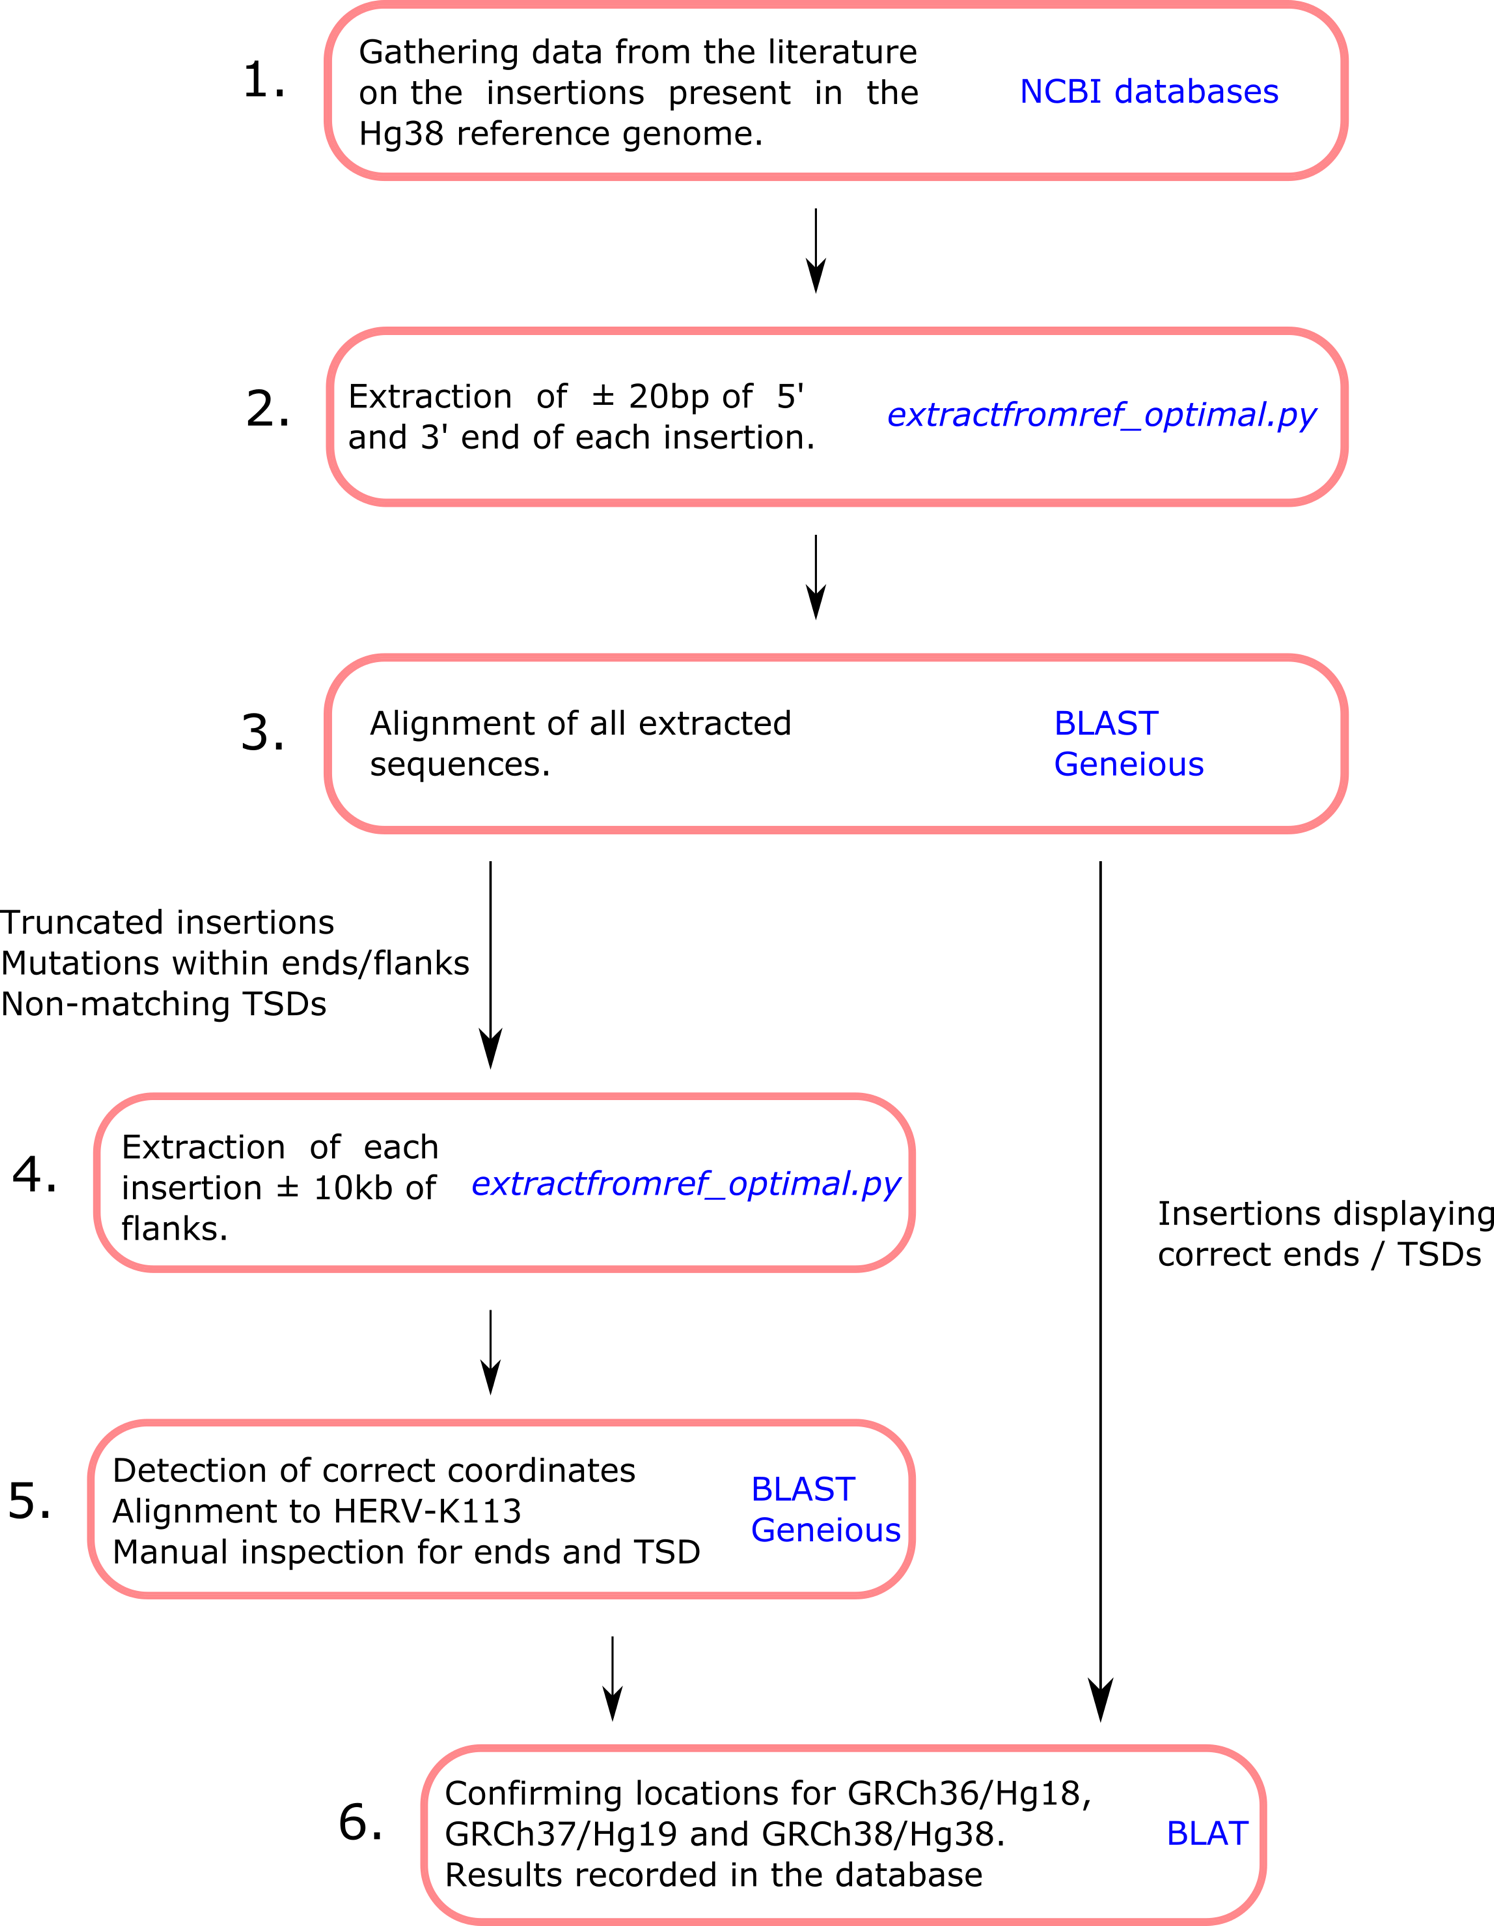 1.
Gathering data from the literature
on the insertions present in the
Hg38 reference genome.
NCBI databases
2.
Extraction of ± 20bp of 5'
and 3' end of each insertion.
extractfromref_optimal.py
3.
Alignment of all extracted
sequences.
BLAST
Geneious
Truncated insertions
Mutations within ends/flanks
Non-matching TSDs
4.
Extraction of each
insertion ± 10kb of
flanks.
extractfromref_optimal.py
Insertions displaying
correct ends / TSDs
5.
Detection of correct coordinates
Alignment to HERV-K113
Manual inspection for ends and TSD
BLAST
Geneious
6.
Confirming locations for GRCh36/Hg18,
GRCh37/Hg19 and GRCh38/Hg38.
Results recorded in the database
BLAT